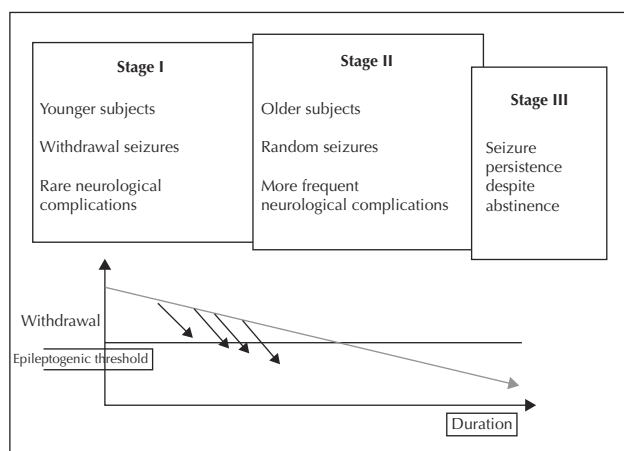 Stage I
Younger subjects
Withdrawal seizures
Rare neurological
complications
Stage II
Older subjects
Random seizures
More frequent
neurological complications
Stage III
Seizure
persistence
despite
abstinence
Withdrawal
Epileptogenic threshold
Duration